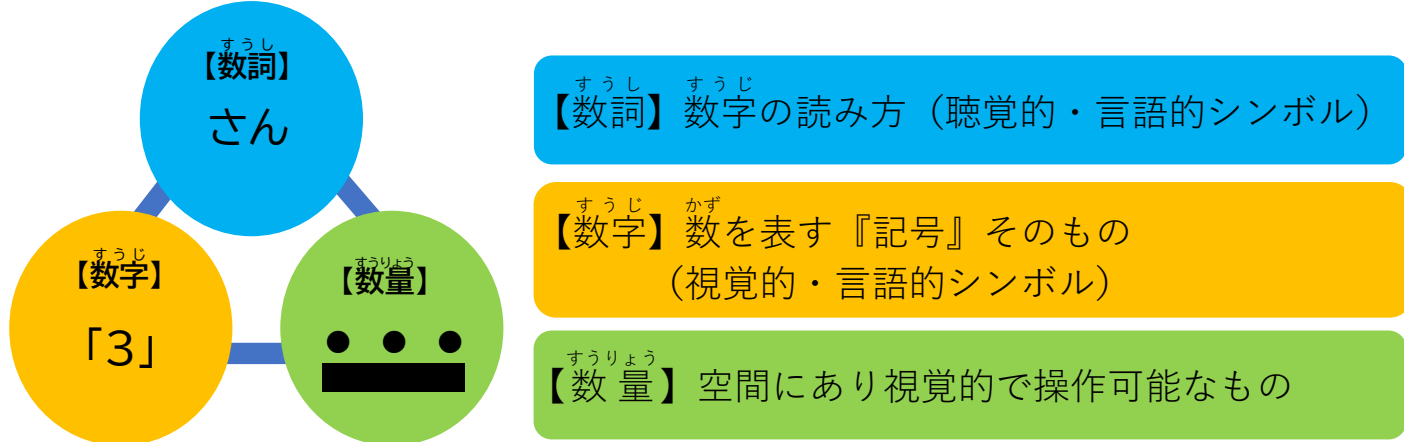 すうし
【数詞】
さん
すうじ
【数字】
「3」
すうりょう
【数量】
すうし すうじ
【数詞】数字の読み方（聴覚的・言語的シンボル）
すうじ かず
【数字】数を表す『記号』そのもの
（視覚的・言語的シンボル）
すうりょう
【数量】空間にあり視覚的で操作可能なもの